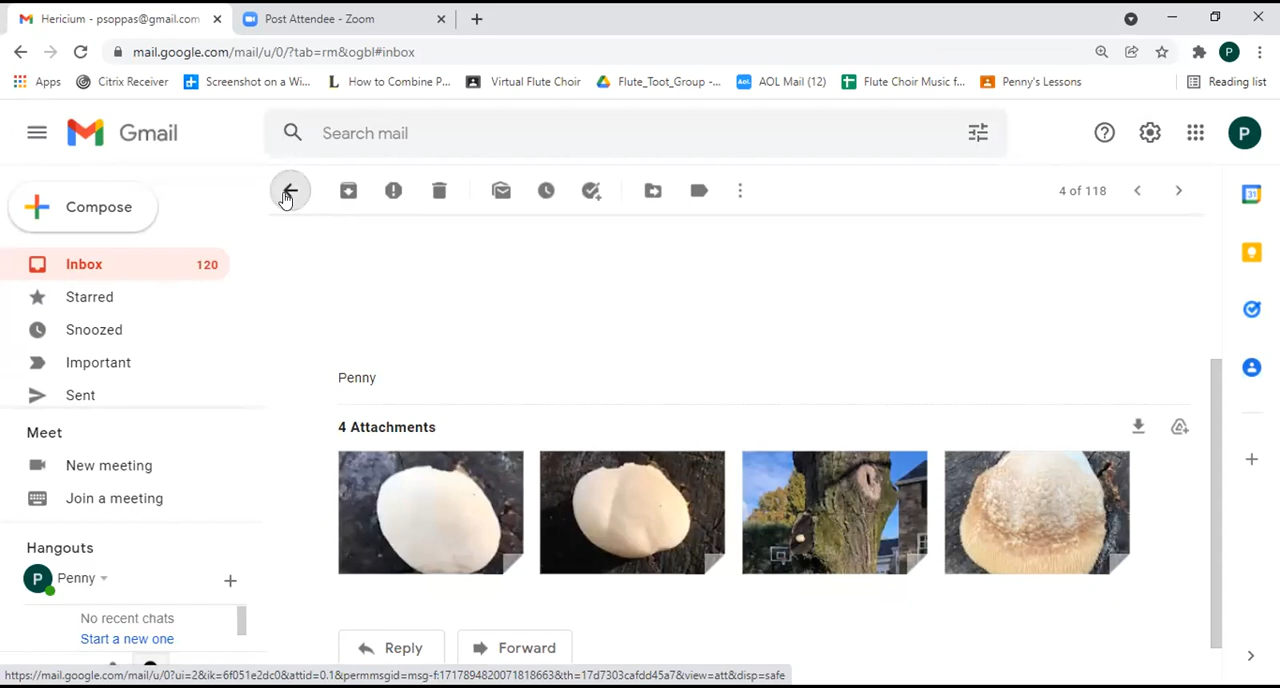 Hericium - psoppas@gmail.com
Post Attendee - Zoom
mail.google.com/mail/u/0/?tab=rm&ogbl#inbox
P
Apps Citrix Receiver Screenshot on a Wi... L How to Combine P... Virtual Flute Choir Flute_Toot_Group -... Aol. AOL Mail (12) Flute Choir Music f... Penny's Lessons Reading list
Gmail
Search mail
P
Compose
4 of 118
31
Inbox 120
Starred
Snoozed
Important
Sent
Penny
4 Attachments
Meet
New meeting
Join a meeting
Hangouts
P Penny
No recent chats
Start a new one
Reply
Forward
https://mail.google.com/mail/u/0?ui=2&ik=6f051e2dc0&attid=0.1&permmsgid=msg-f:1717894820071818663&th=17d7303cafdd45a7&view=att&disp=safe